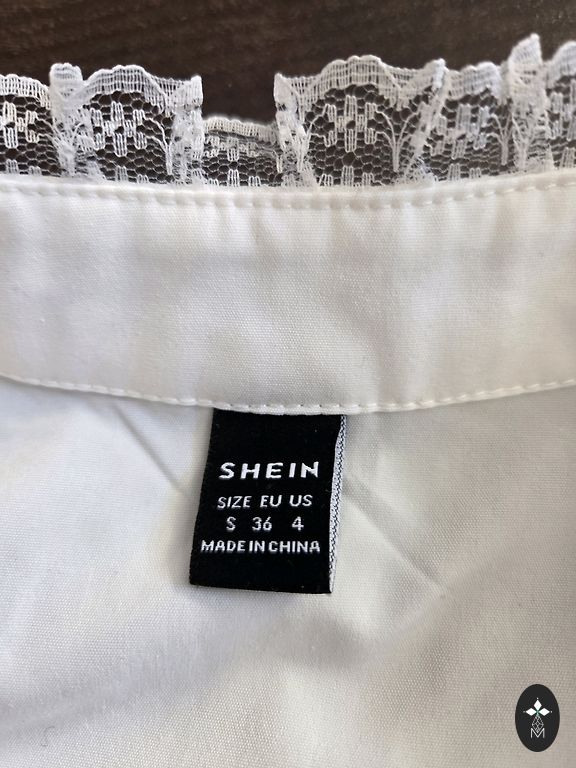 SHEIN
SIZE EU US
S 36 4
MADE IN CHINA
M